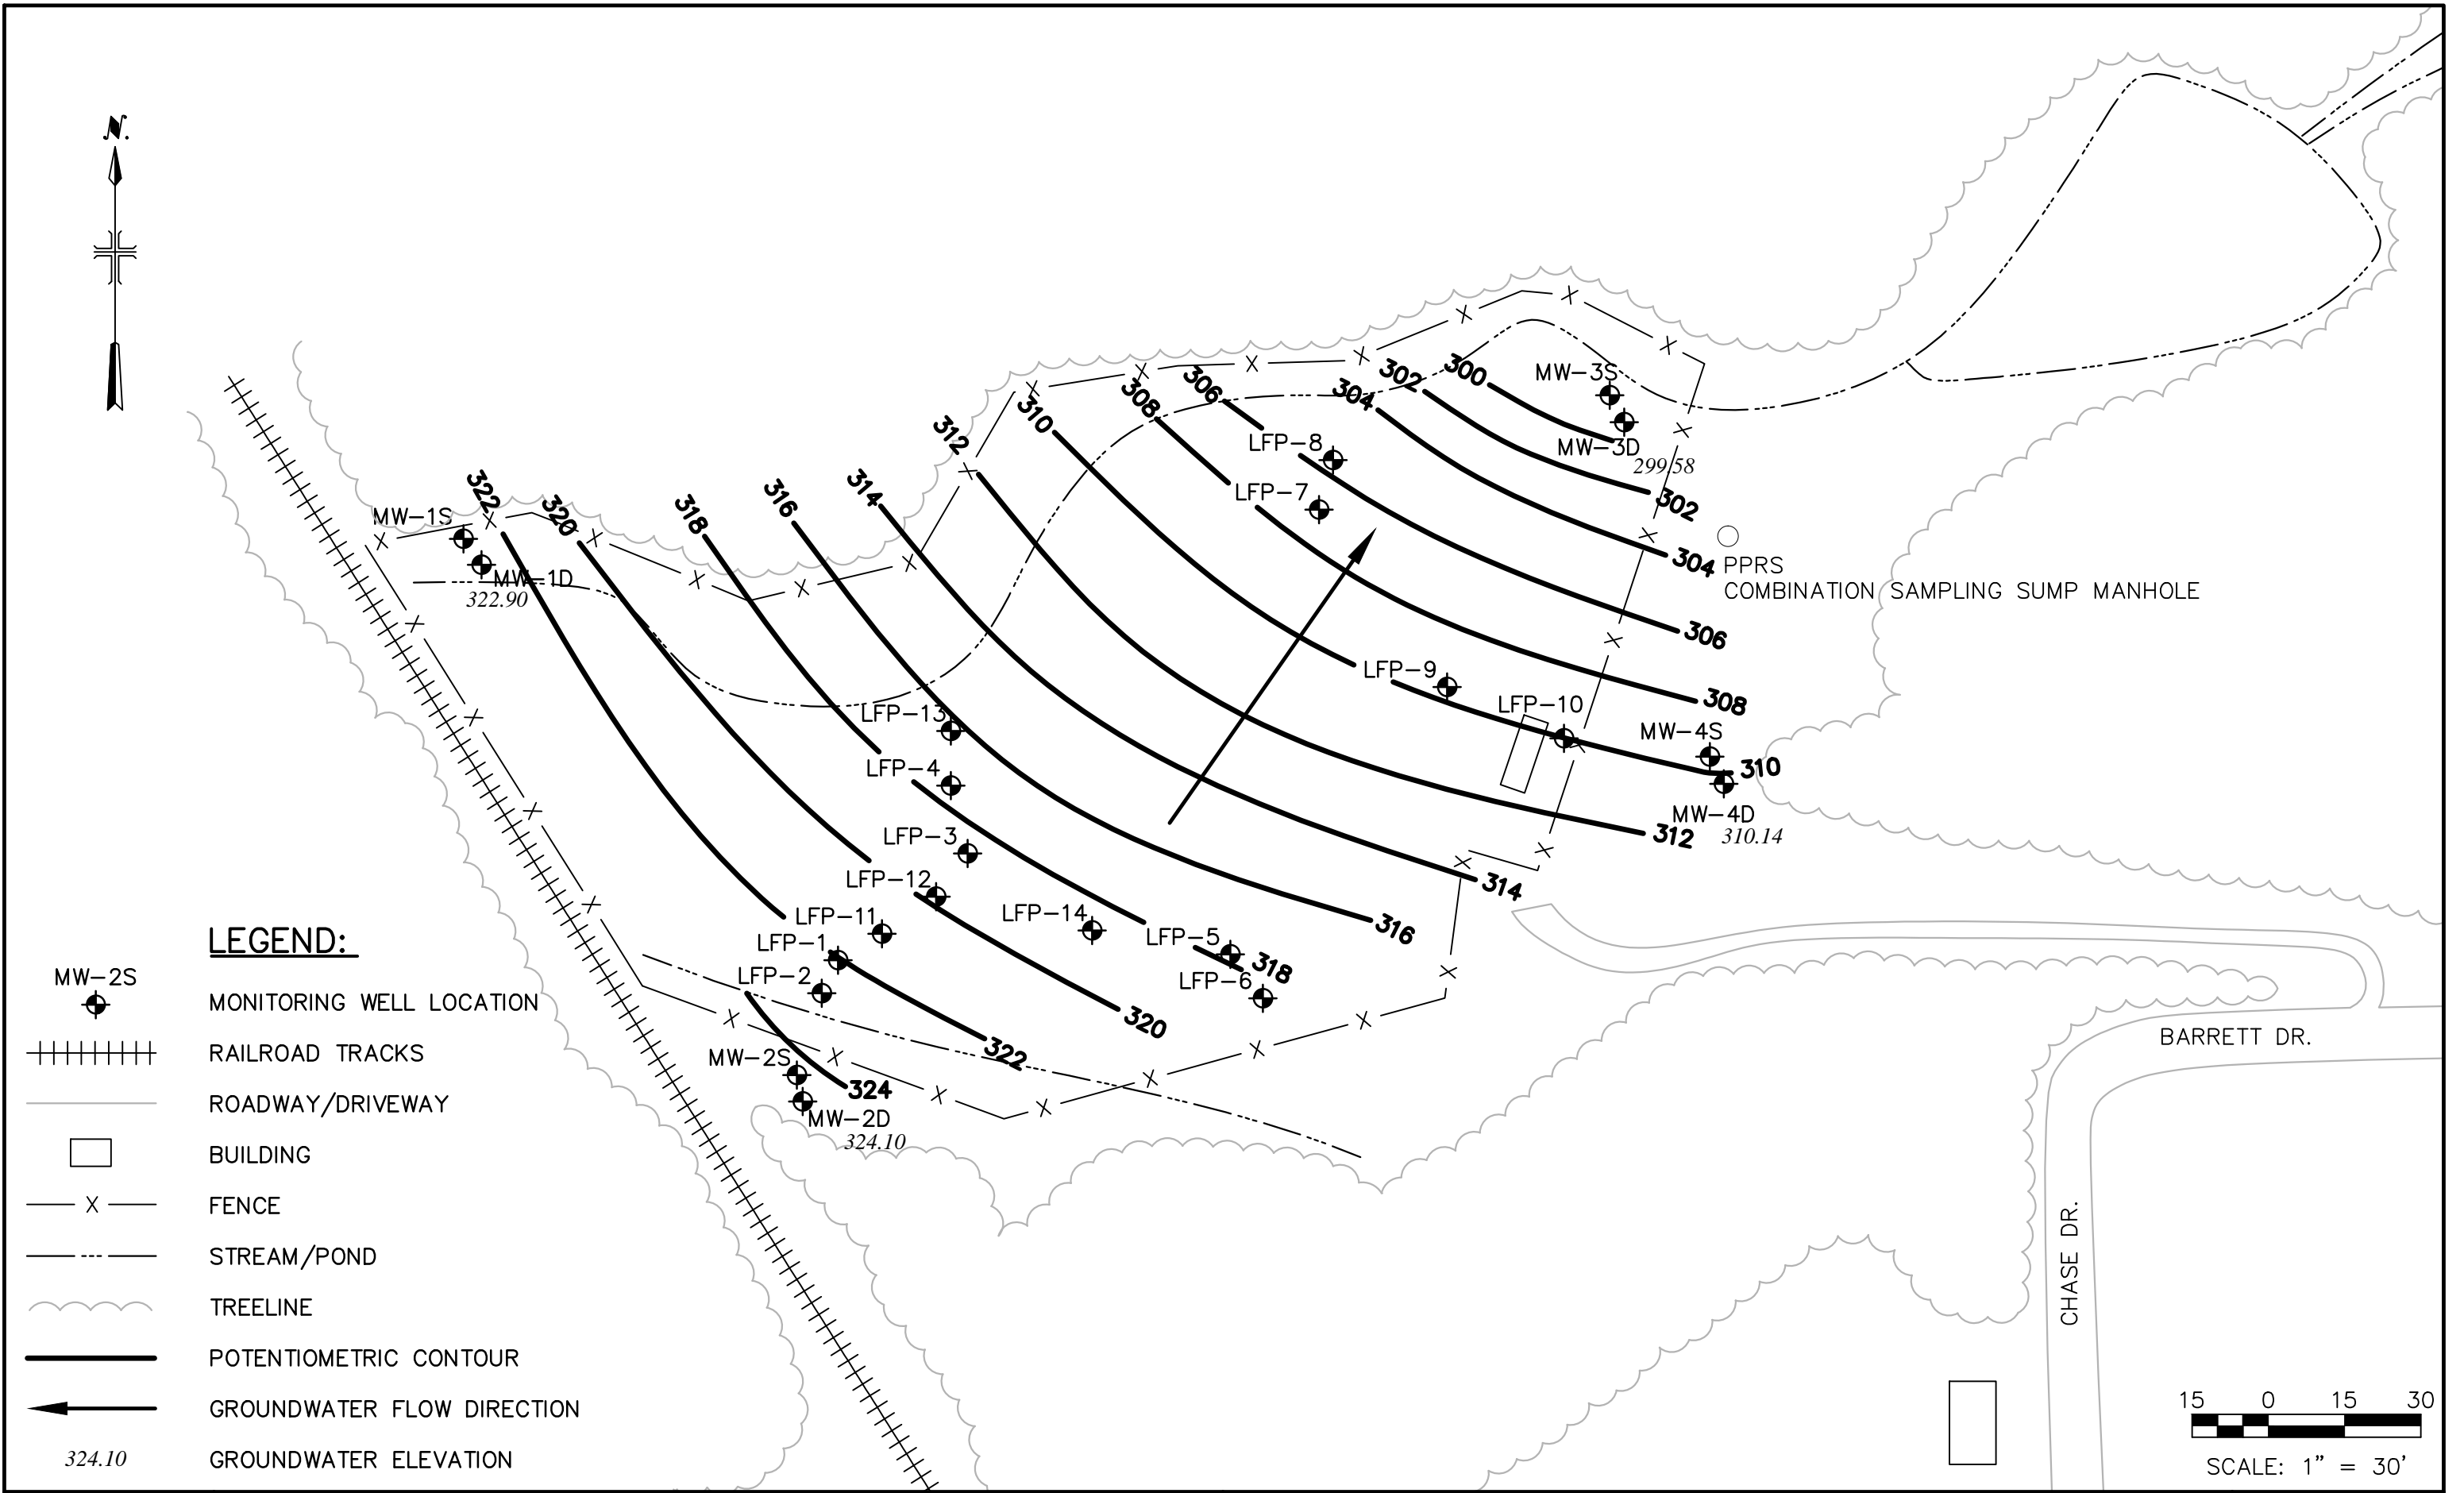 N.
300
MW-3S
302
306
304
308
310
LFP-8
MW-3D
299.58
312
322
320
318
316
314
LFP-7
302
MW-1S
MW-1D
322.90
304
PPRS
COMBINATION SAMPLING SUMP MANHOLE
306
LFP-9
308
LFP-10
LFP-13
MW-4S
310
LFP-4
MW-4D
310.14
LFP-3
312
LFP-12
314
LFP-11
LFP-14
316
LFP-1
LFP-5
318
LFP-2
LFP-6
320
322
MW-2S
324
MW-2D
324.10
LEGEND:
MW-2S
MONITORING WELL LOCATION
RAILROAD TRACKS
ROADWAY/DRIVEWAY
BUILDING
X FENCE
STREAM/POND
TREELINE
POTENTIOMETRIC CONTOUR
GROUNDWATER FLOW DIRECTION
324.10 GROUNDWATER ELEVATION
BARRETT DR.
CHASE DR.
15 0 15 30
SCALE: 1" = 30'